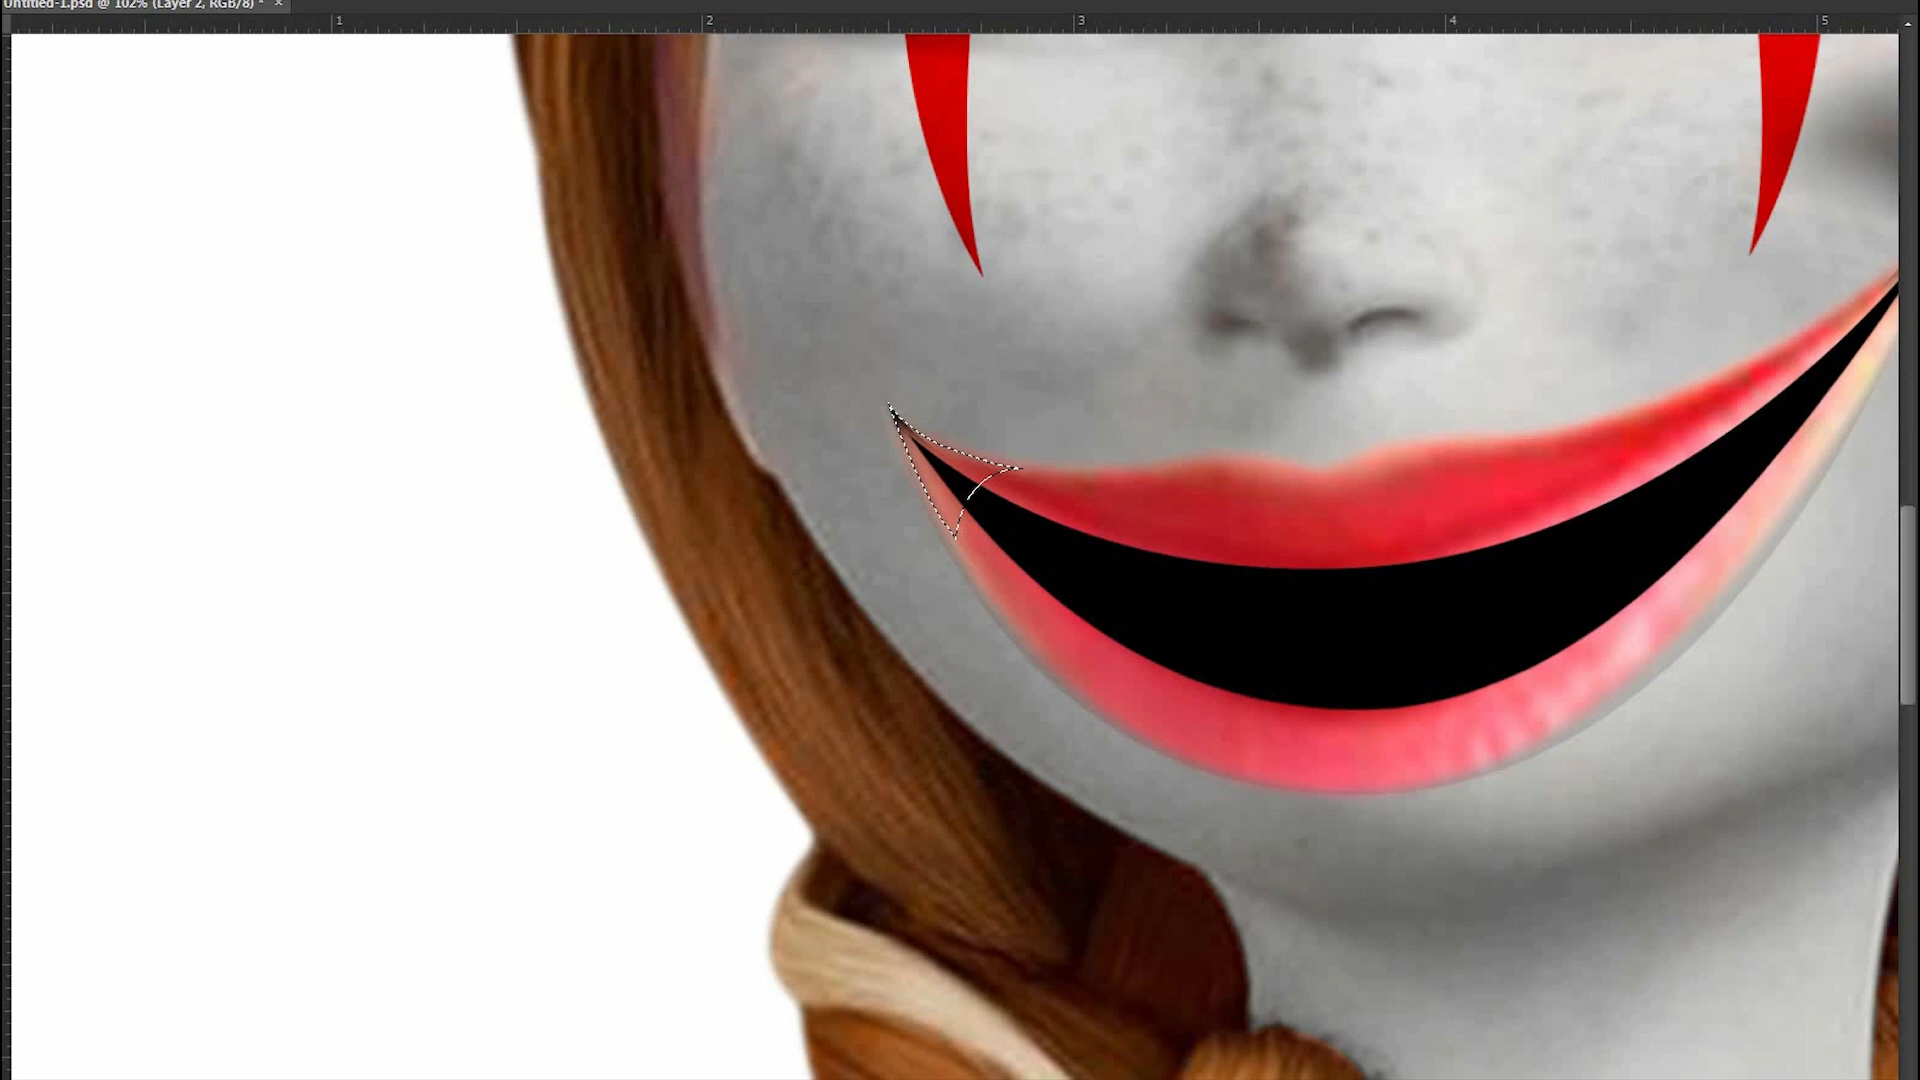 Untitled-1.psd @ 102% (Layer 2, RGB/8) * ×
1 2 3 4 5